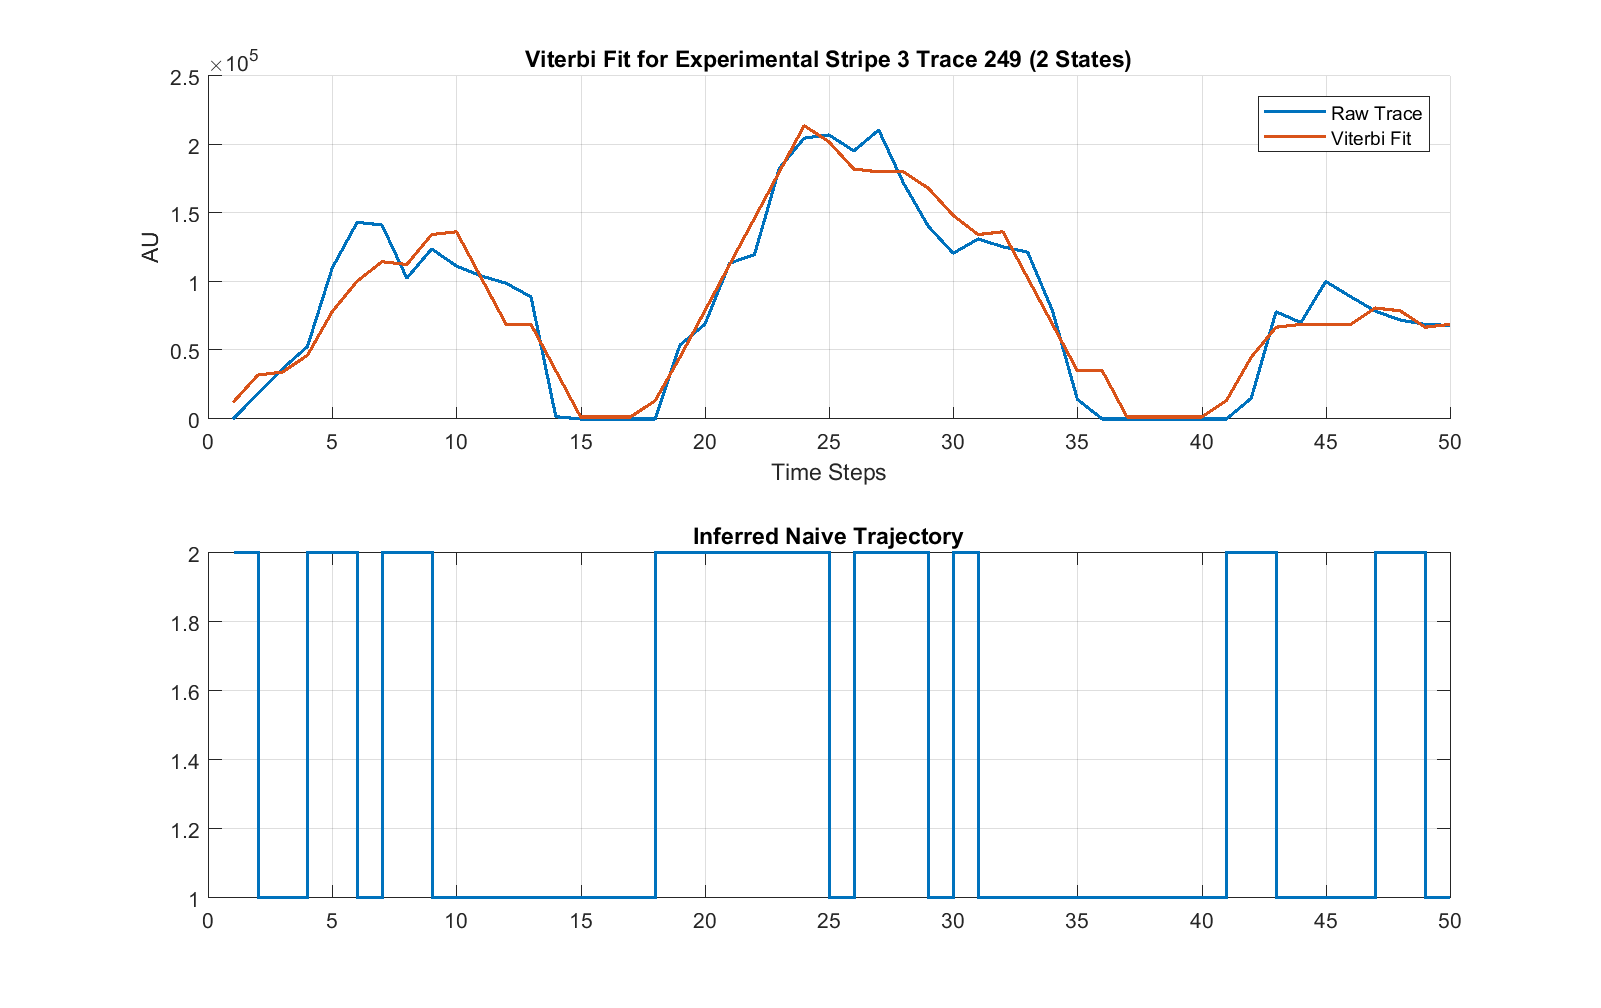 Viterbi Fit for Experimental Stripe 3 Trace 249 (2 States)
×10^5
2.5
2
1.5
1
0.5
0
AU
Raw Trace
Viterbi Fit
0 5 10 15 20 25 30 35 40 45 50
Time Steps
Inferred Naive Trajectory
2
1.8
1.6
1.4
1.2
1
0 5 10 15 20 25 30 35 40 45 50